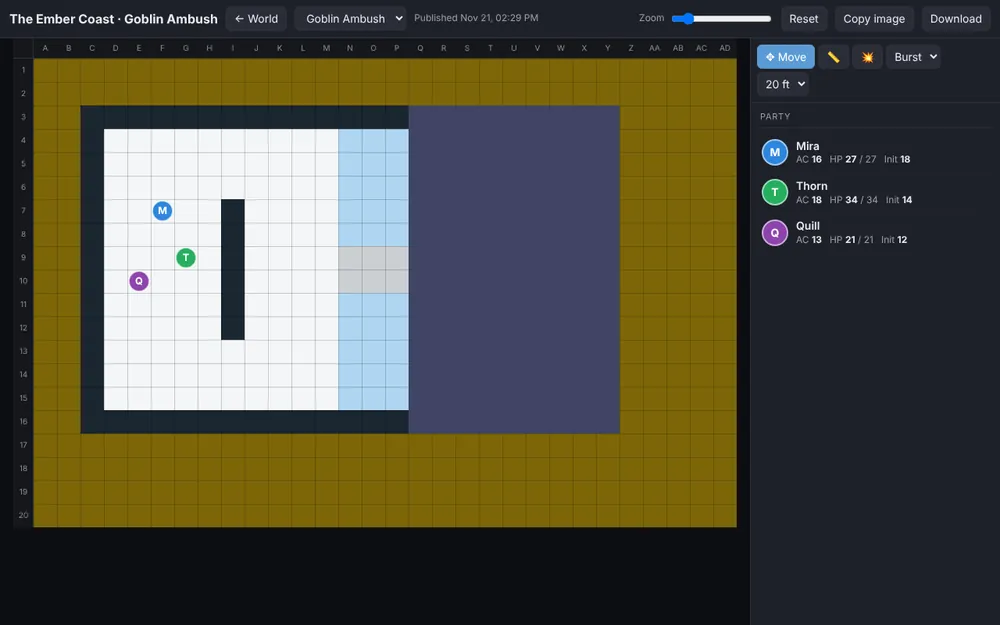 The Ember Coast · Goblin Ambush
← World
Goblin Ambush
Published Nov 21, 02:29 PM
Zoom
Reset
Copy image
Download
A B C D E F G H I J K L M N O P Q R S T U V W X Y Z AA AB AC AD
1
2
3
4
5
6
7
8
9
10
11
12
13
14
15
16
17
18
19
20
M
T
Q
Move
Burst
20 ft
PARTY
M
Mira
AC 16 HP 27 / 27 Init 18
T
Thorn
AC 18 HP 34 / 34 Init 14
Q
Quill
AC 13 HP 21 / 21 Init 12